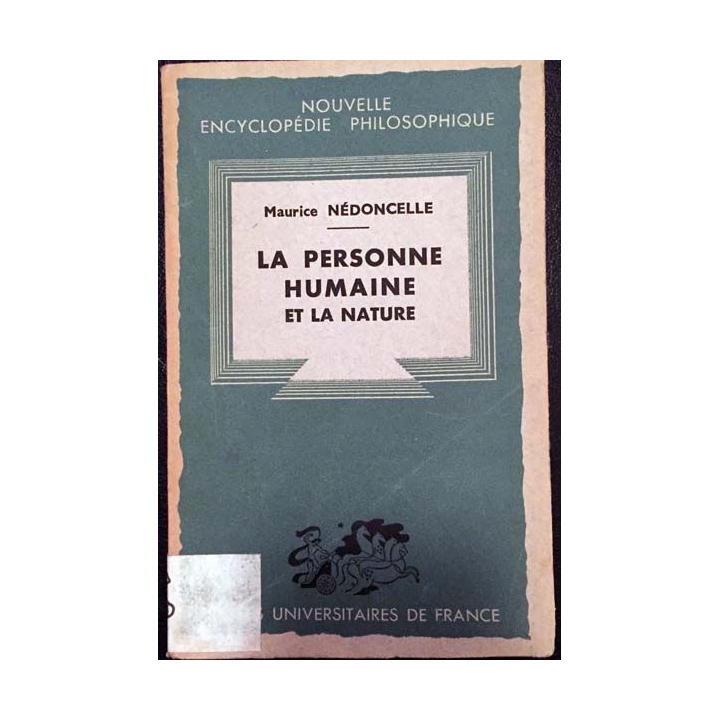 NOUVELLE
ENCYCLOPÉDIE PHILOSOPHIQUE
Maurice NÉDONCELLE
LA PERSONNE
HUMAINE
ET LA NATURE
UNIVERSITAIRES DE FRANCE